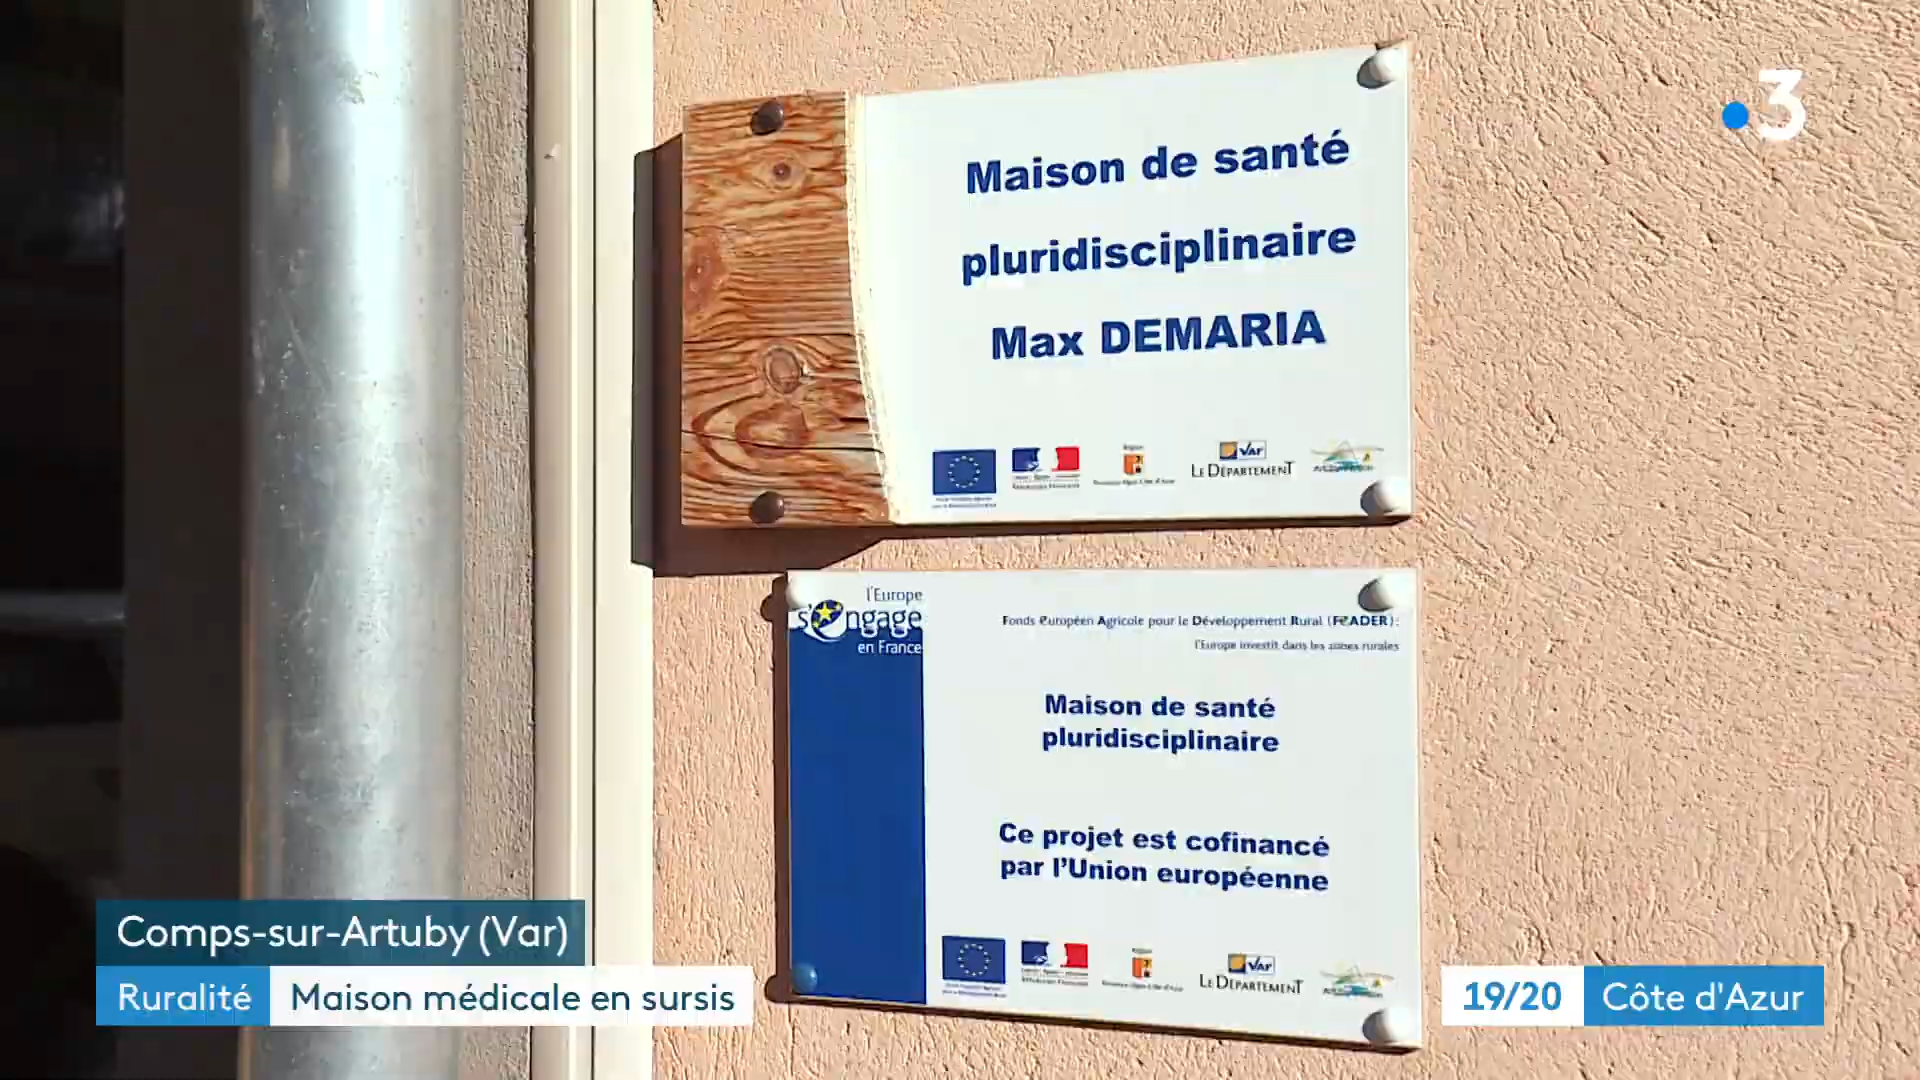 3
Maison de santé
pluridisciplinaire
Max DEMARIA
VAR
LE DÉPARTEMENT
l'Europe
s'engage
en France
Fonds Européen Agricole pour le Développement Rural (FEADER) :
l'Europe investit dans les zones rurales
Maison de santé
pluridisciplinaire
Ce projet est cofinancé
par l'Union européenne
VAR
LE DÉPARTEMENT
Comps-sur-Artuby (Var)
Ruralité Maison médicale en sursis
19/20 Côte d'Azur